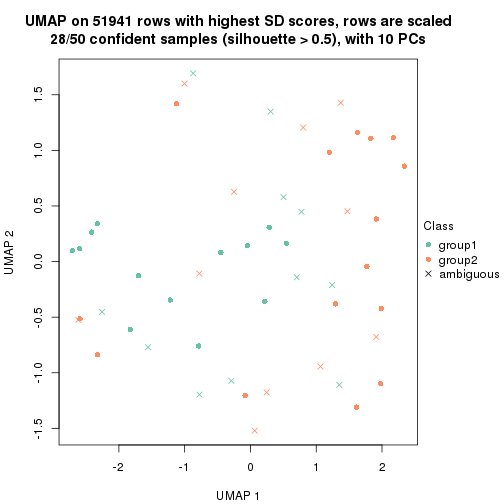 UMAP on 51941 rows with highest SD scores, rows are scaled
28/50 confident samples (silhouette > 0.5), with 10 PCs
1.5
1.0
0.5
0.0
-0.5
-1.0
-1.5
UMAP 2
Class
group1
group2
ambiguous
-2
-1
0
1
2
UMAP 1